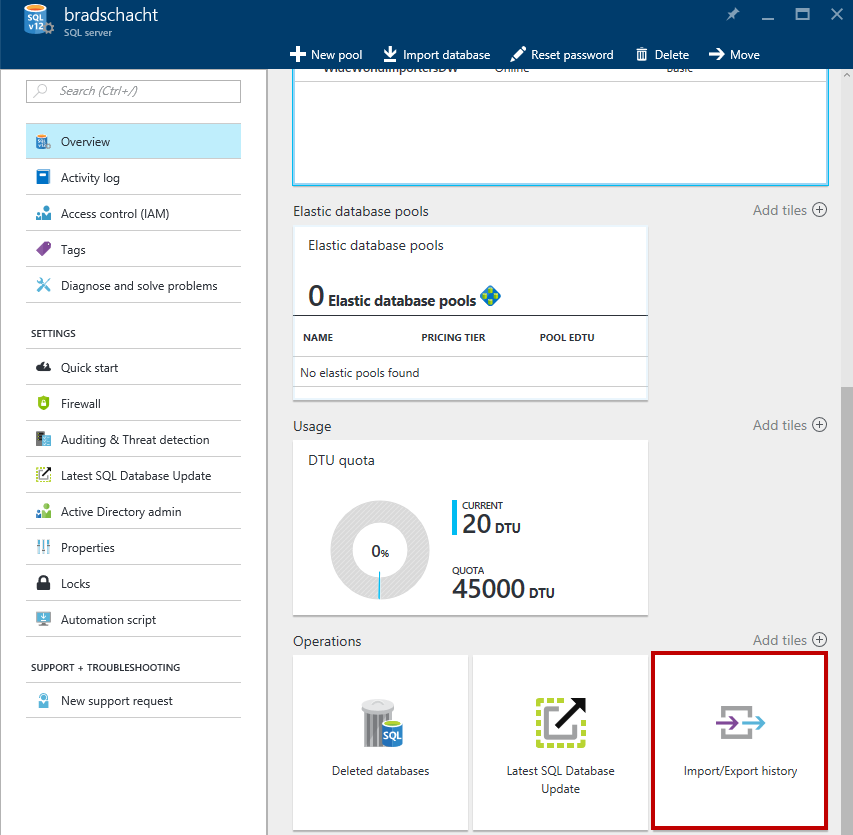 bradschacht
SQL server
New pool
Import database
Reset password
Delete
Move
Search (Ctrl+/)
Overview
Activity log
Access control (IAM)
Tags
Diagnose and solve problems
SETTINGS
Quick start
Firewall
Auditing & Threat detection
Latest SQL Database Update
Active Directory admin
Properties
Locks
Automation script
SUPPORT + TROUBLESHOOTING
New support request
WideWorldImportersDW Online Basic
Elastic database pools
Add tiles
Elastic database pools
0 Elastic database pools
NAME PRICING TIER POOL EDTU
No elastic pools found
Usage
Add tiles
DTU quota
0%
CURRENT
20 DTU
QUOTA
45000 DTU
Operations
Add tiles
SQL
Deleted databases
Latest SQL Database
Update
Import/Export history